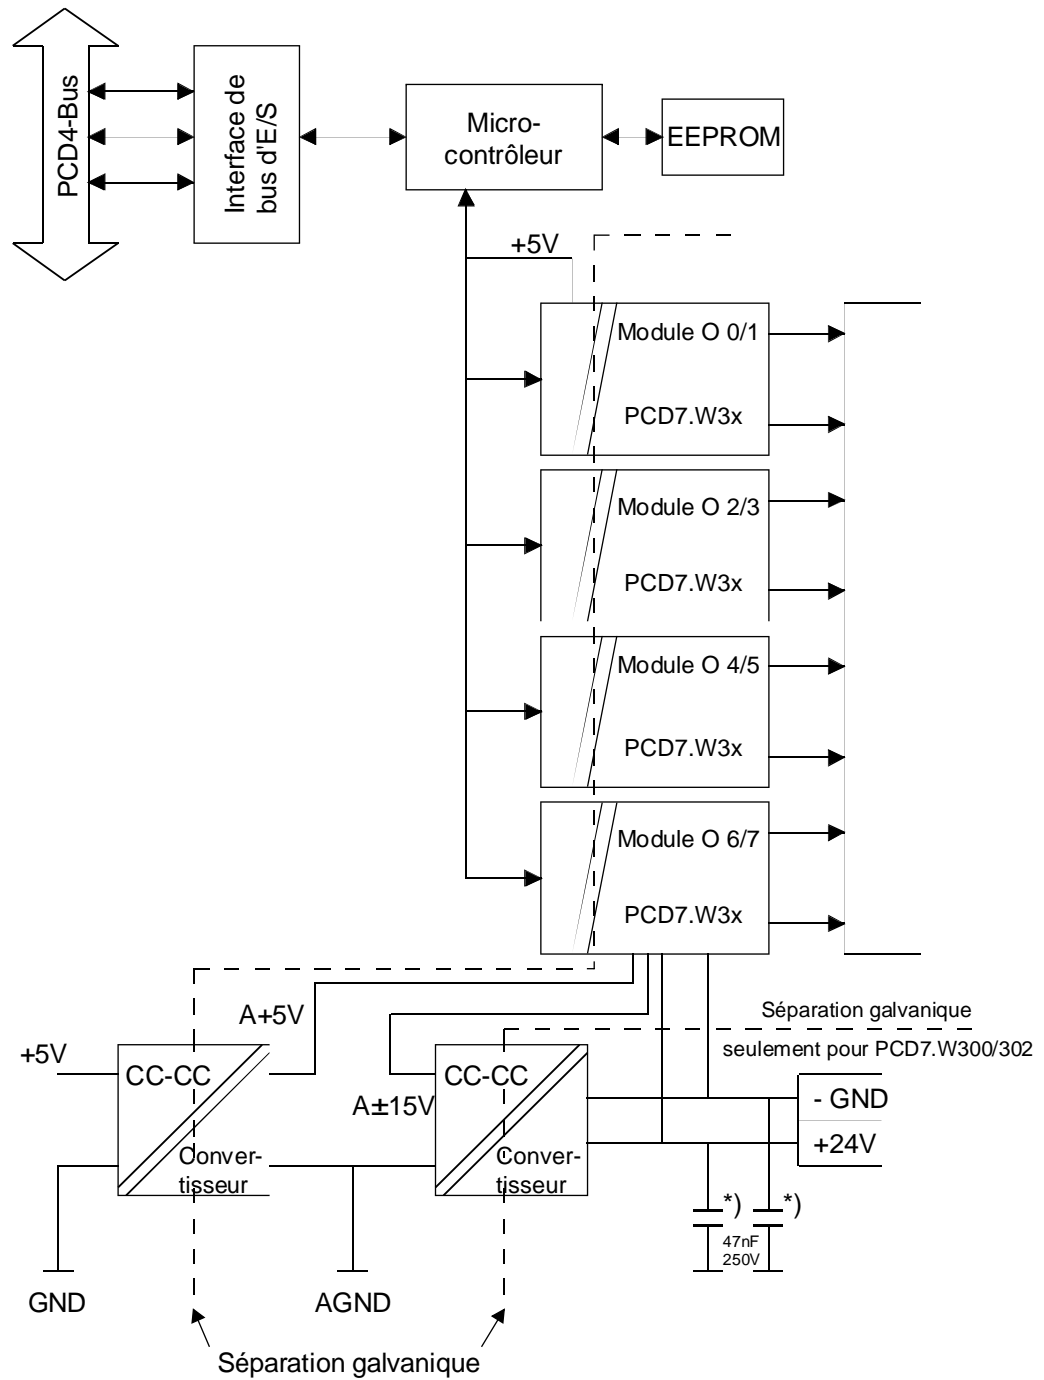 PCD4-Bus
Interface de
bus d'E/S
Micro-
contrôleur
EEPROM
+5V
Module O 0/1
PCD7.W3x
Module O 2/3
PCD7.W3x
Module O 4/5
PCD7.W3x
Module O 6/7
PCD7.W3x
A+5V
Séparation galvanique
seulement pour PCD7.W300/302
+5V
CC-CC
Conver-
tisseur
A±15V
CC-CC
Conver-
tisseur
- GND
+24V
*)
*)
47nF
250V
GND
AGND
Séparation galvanique